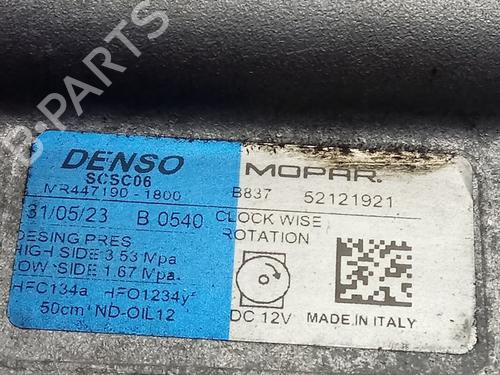 B-PARTS
DENSO MOPAR.
SCSC06
MR447190-1800 B837 52121921
31/05/23 B 0540 CLOCK WISE
DESING PRES ROTATION
HIGH SIDE 3.53 Mpa
LOW SIDE 1.67 Mpa
HFC134a HFO1234yf
50cm³ ND-OIL12 DC 12V MADE IN ITALY